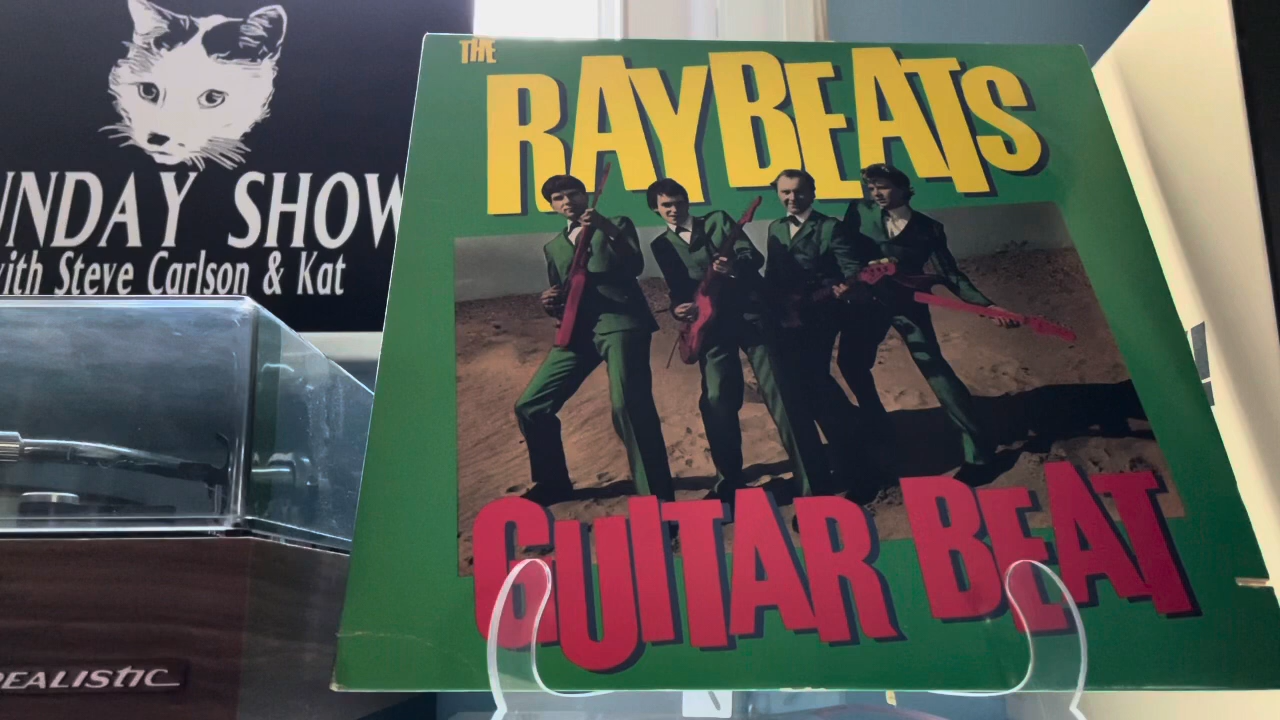 UNDAY SHOW
with Steve Carlson & Kat
REALISTIC
THE
RAYBEATS
GUITAR BEAT